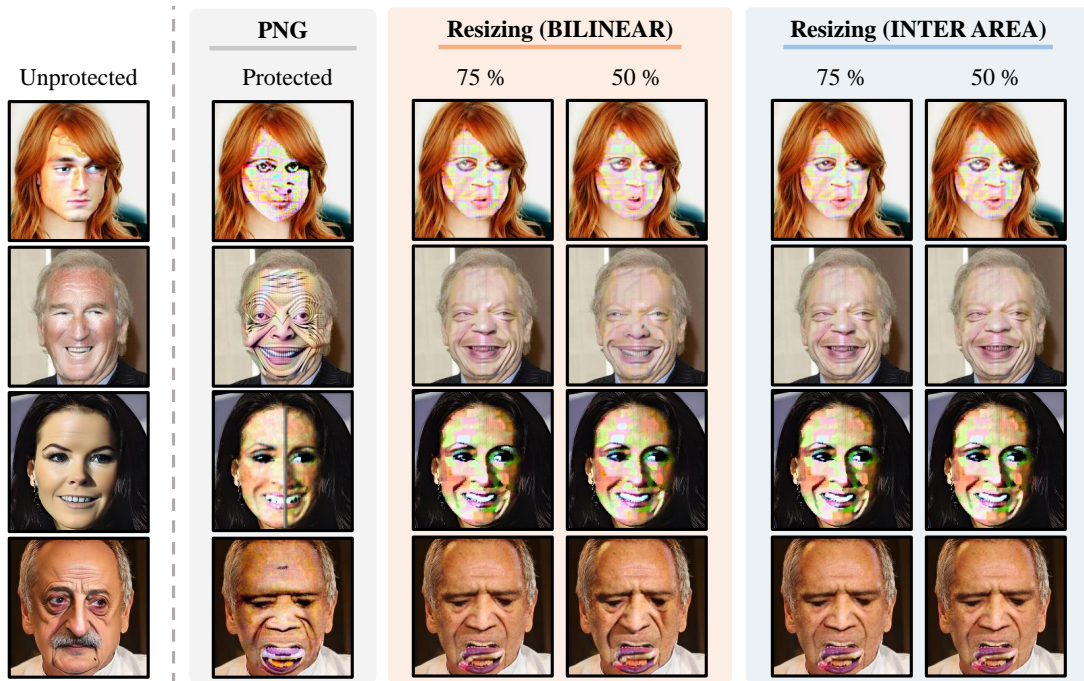 PNG
Resizing (BILINEAR)
Resizing (INTER AREA)
Unprotected
Protected
75 %
50 %
75 %
50 %